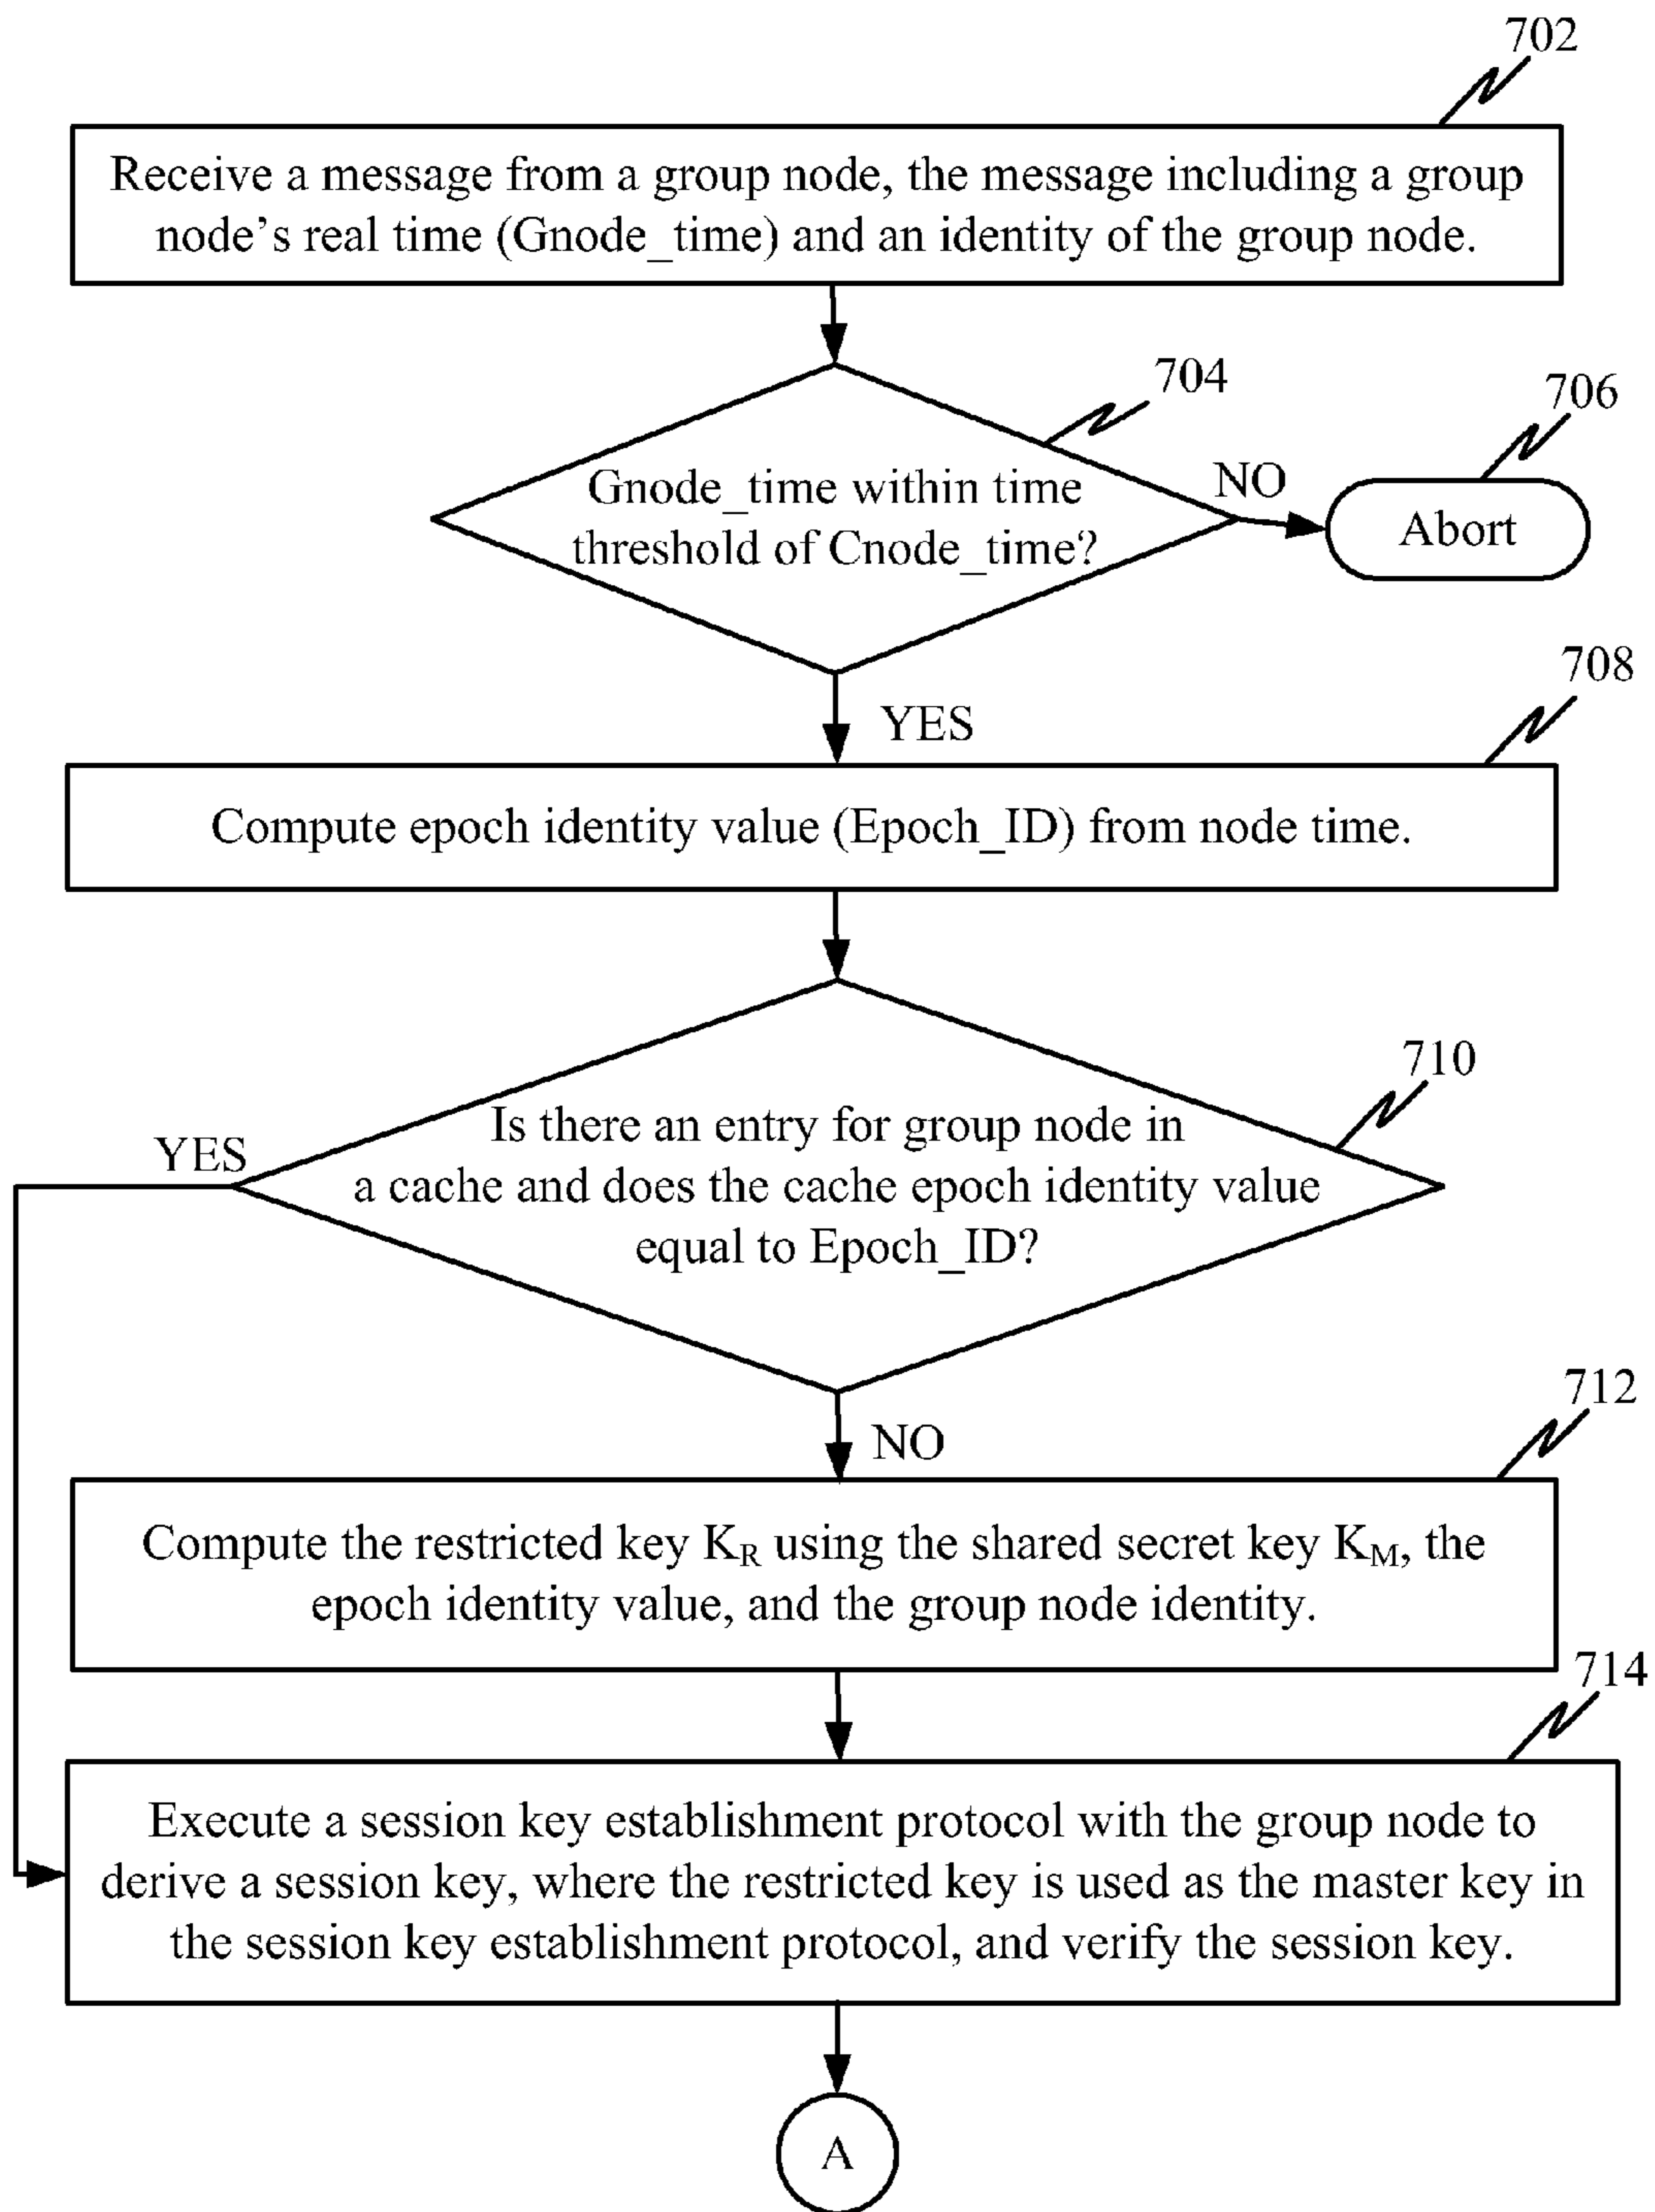 702
Receive a message from a group node, the message including a group
node’s real time (Gnode_time) and an identity of the group node.
704
706
Gnode_time within time
threshold of Cnode_time?
NO
Abort
708
YES
Compute epoch identity value (Epoch_ID) from node time.
710
Is there an entry for group node in
a cache and does the cache epoch identity value
equal to Epoch_ID?
YES
712
NO
Compute the restricted key KR using the shared secret key KM, the
epoch identity value, and the group node identity.
714
Execute a session key establishment protocol with the group node to
derive a session key, where the restricted key is used as the master key in
the session key establishment protocol, and verify the session key.
A